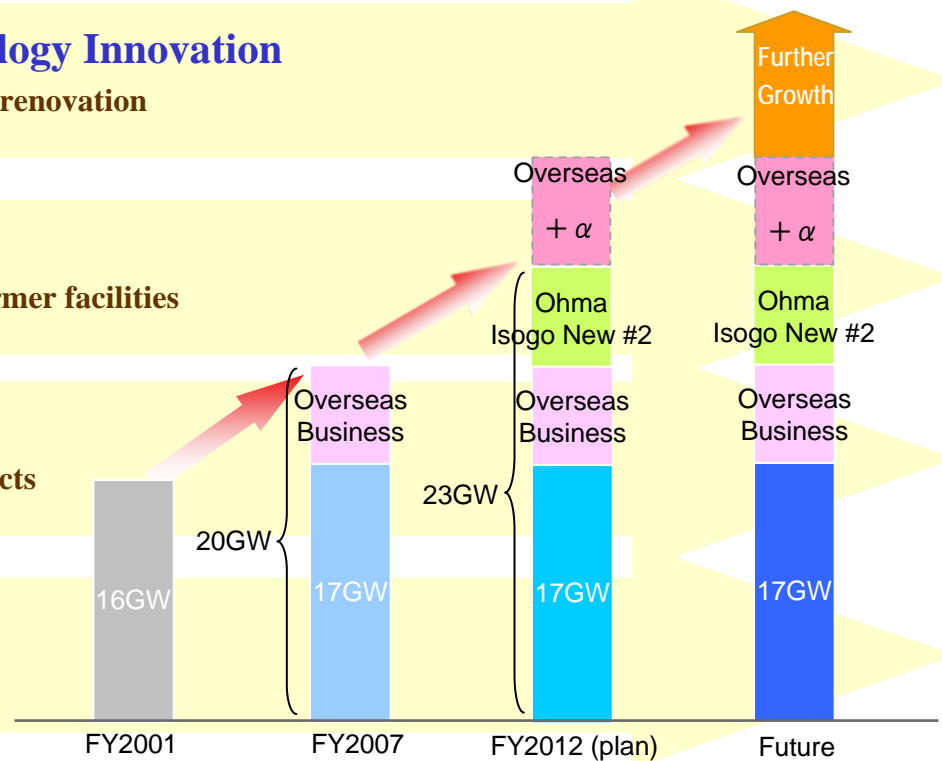 logy Innovation
renovation
rmer facilities
cts
Further
Growth
Overseas
+ α
Overseas
+ α
Ohma
Isogo New #2
Ohma
Isogo New #2
Overseas
Business
Overseas
Business
Overseas
Business
23GW
20GW
16GW
17GW
17GW
17GW
FY2001
FY2007
FY2012 (plan)
Future